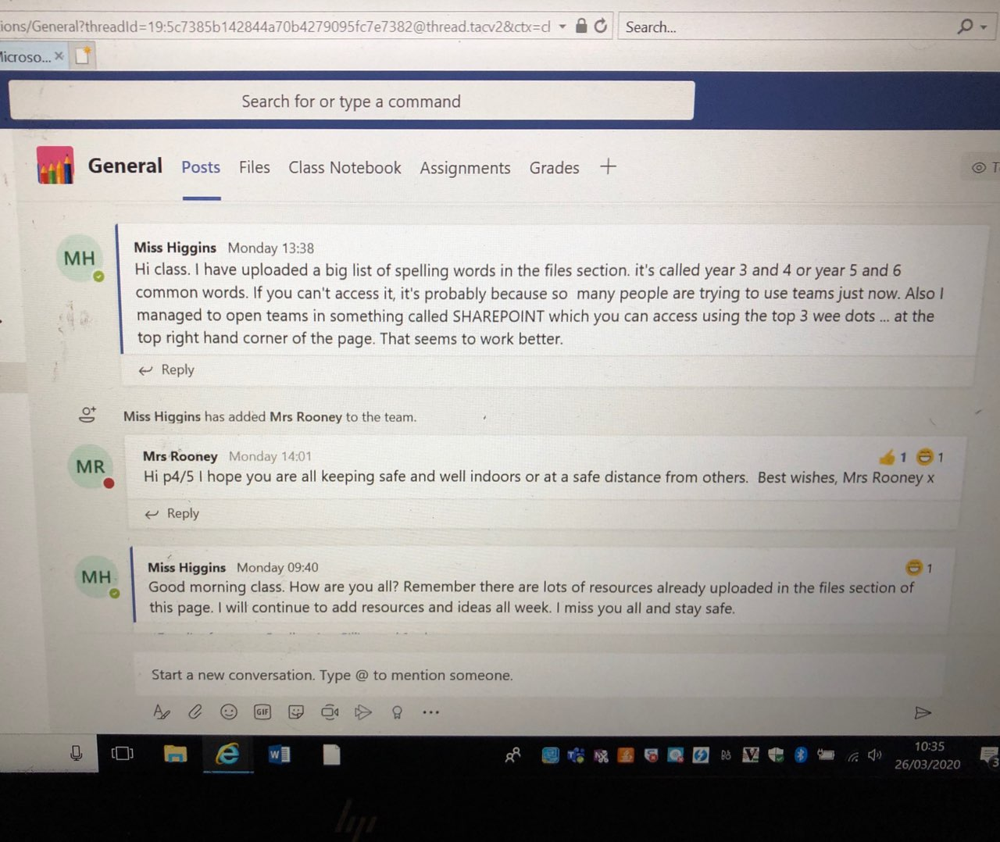 ions/General?threadId=19:5c7385b142844a70b4279095fc7e7382@thread.tacv2&ctx=cl
Search...
Microso...
Search for or type a command
General Posts Files Class Notebook Assignments Grades +
MH
Miss Higgins Monday 13:38
Hi class. I have uploaded a big list of spelling words in the files section. it's called year 3 and 4 or year 5 and 6
common words. If you can't access it, it's probably because so many people are trying to use teams just now. Also I
managed to open teams in something called SHAREPOINT which you can access using the top 3 wee dots ... at the
top right hand corner of the page. That seems to work better.
Reply
Miss Higgins has added Mrs Rooney to the team.
MR
Mrs Rooney Monday 14:01
1 1
Hi p4/5 I hope you are all keeping safe and well indoors or at a safe distance from others. Best wishes, Mrs Rooney x
Reply
MH
Miss Higgins Monday 09:40
1
Good morning class. How are you all? Remember there are lots of resources already uploaded in the files section of
this page. I will continue to add resources and ideas all week. I miss you all and stay safe.
Start a new conversation. Type @ to mention someone.
GIF
10:35
26/03/2020
3
hp